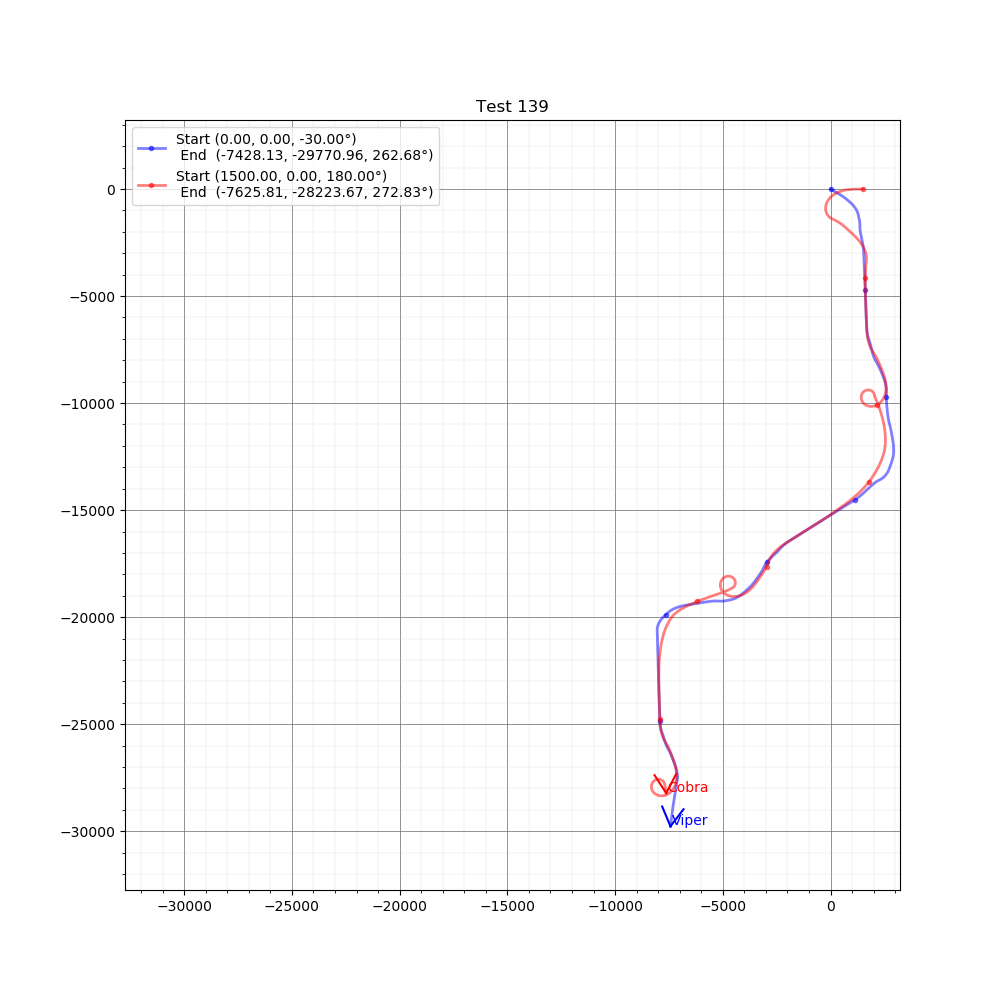 Test 139
Start (0.00, 0.00, -30.00°)
End  (-7428.13, -29770.96, 262.68°)
Start (1500.00, 0.00, 180.00°)
End  (-7625.81, -28223.67, 272.83°)
0
−5000
−10000
−15000
−20000
−25000
−30000
Cobra
Viper
−30000
−25000
−20000
−15000
−10000
−5000
0